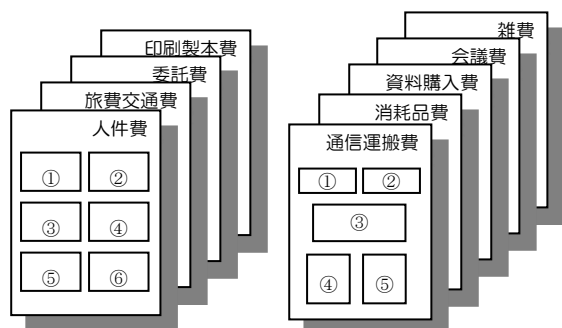 印刷製本費
委託費
旅費交通費
人件費
① ②
③ ④
⑤ ⑥
雑費
会議費
資料購入費
消耗品費
通信運搬費
① ②
③
④ ⑤